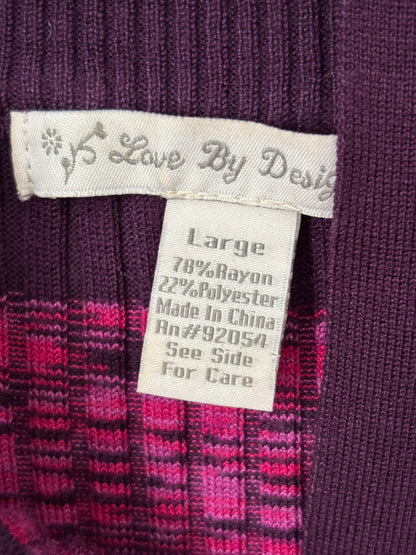 Love By Desig
Large
78%Rayon
22%Polyester
Made In China
Rn#92054
See Side
For Care